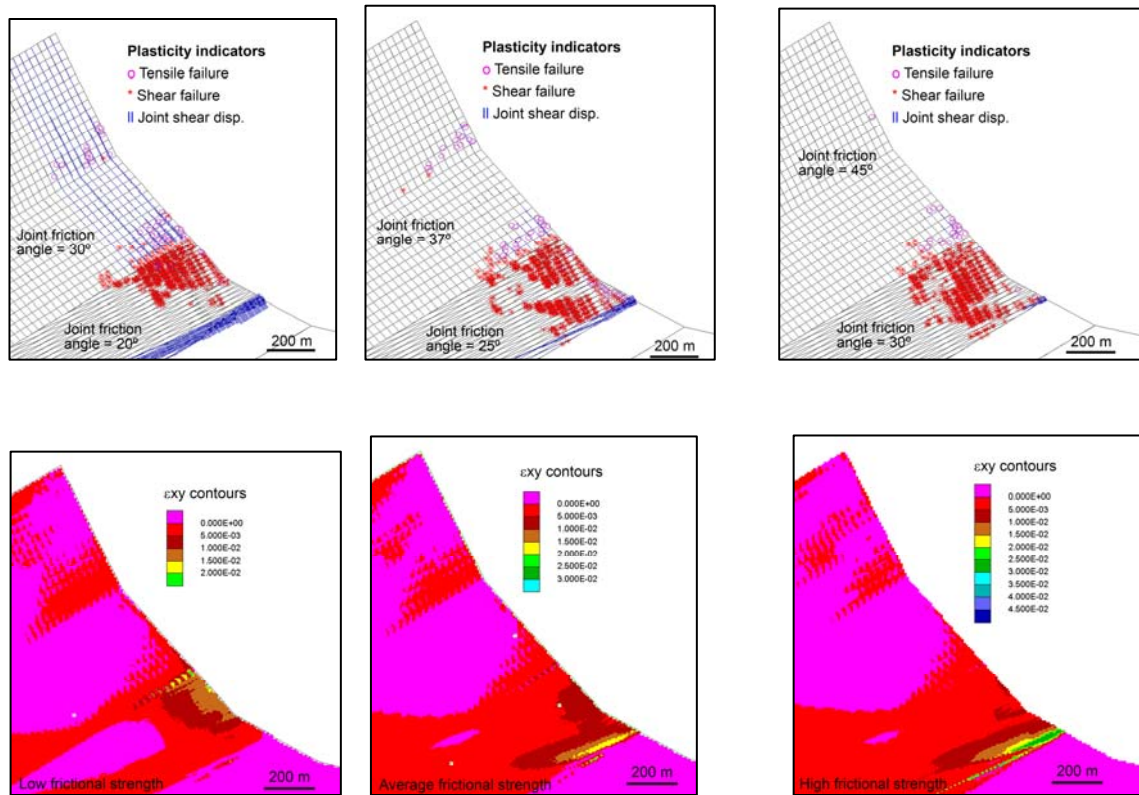 Plasticity indicators
o Tensile failure
* Shear failure
ll Joint shear disp.
Joint friction
angle = 30º
Joint friction
angle = 20º
200 m
Plasticity indicators
o Tensile failure
* Shear failure
ll Joint shear disp.
Joint friction
angle = 37º
Joint friction
angle = 25º
200 m
Plasticity indicators
o Tensile failure
* Shear failure
ll Joint shear disp.
Joint friction
angle = 45º
Joint friction
angle = 30º
200 m
εxy contours
0.000E+00
5.000E-03
1.000E-02
1.500E-02
2.000E-02
Low frictional strength
200 m
εxy contours
0.000E+00
5.000E-03
1.000E-02
1.500E-02
2.000E-02
2.500E-02
3.000E-02
Average frictional strength
200 m
εxy contours
0.000E+00
5.000E-03
1.000E-02
1.500E-02
2.000E-02
2.500E-02
3.000E-02
3.500E-02
4.000E-02
4.500E-02
High frictional strength
200 m